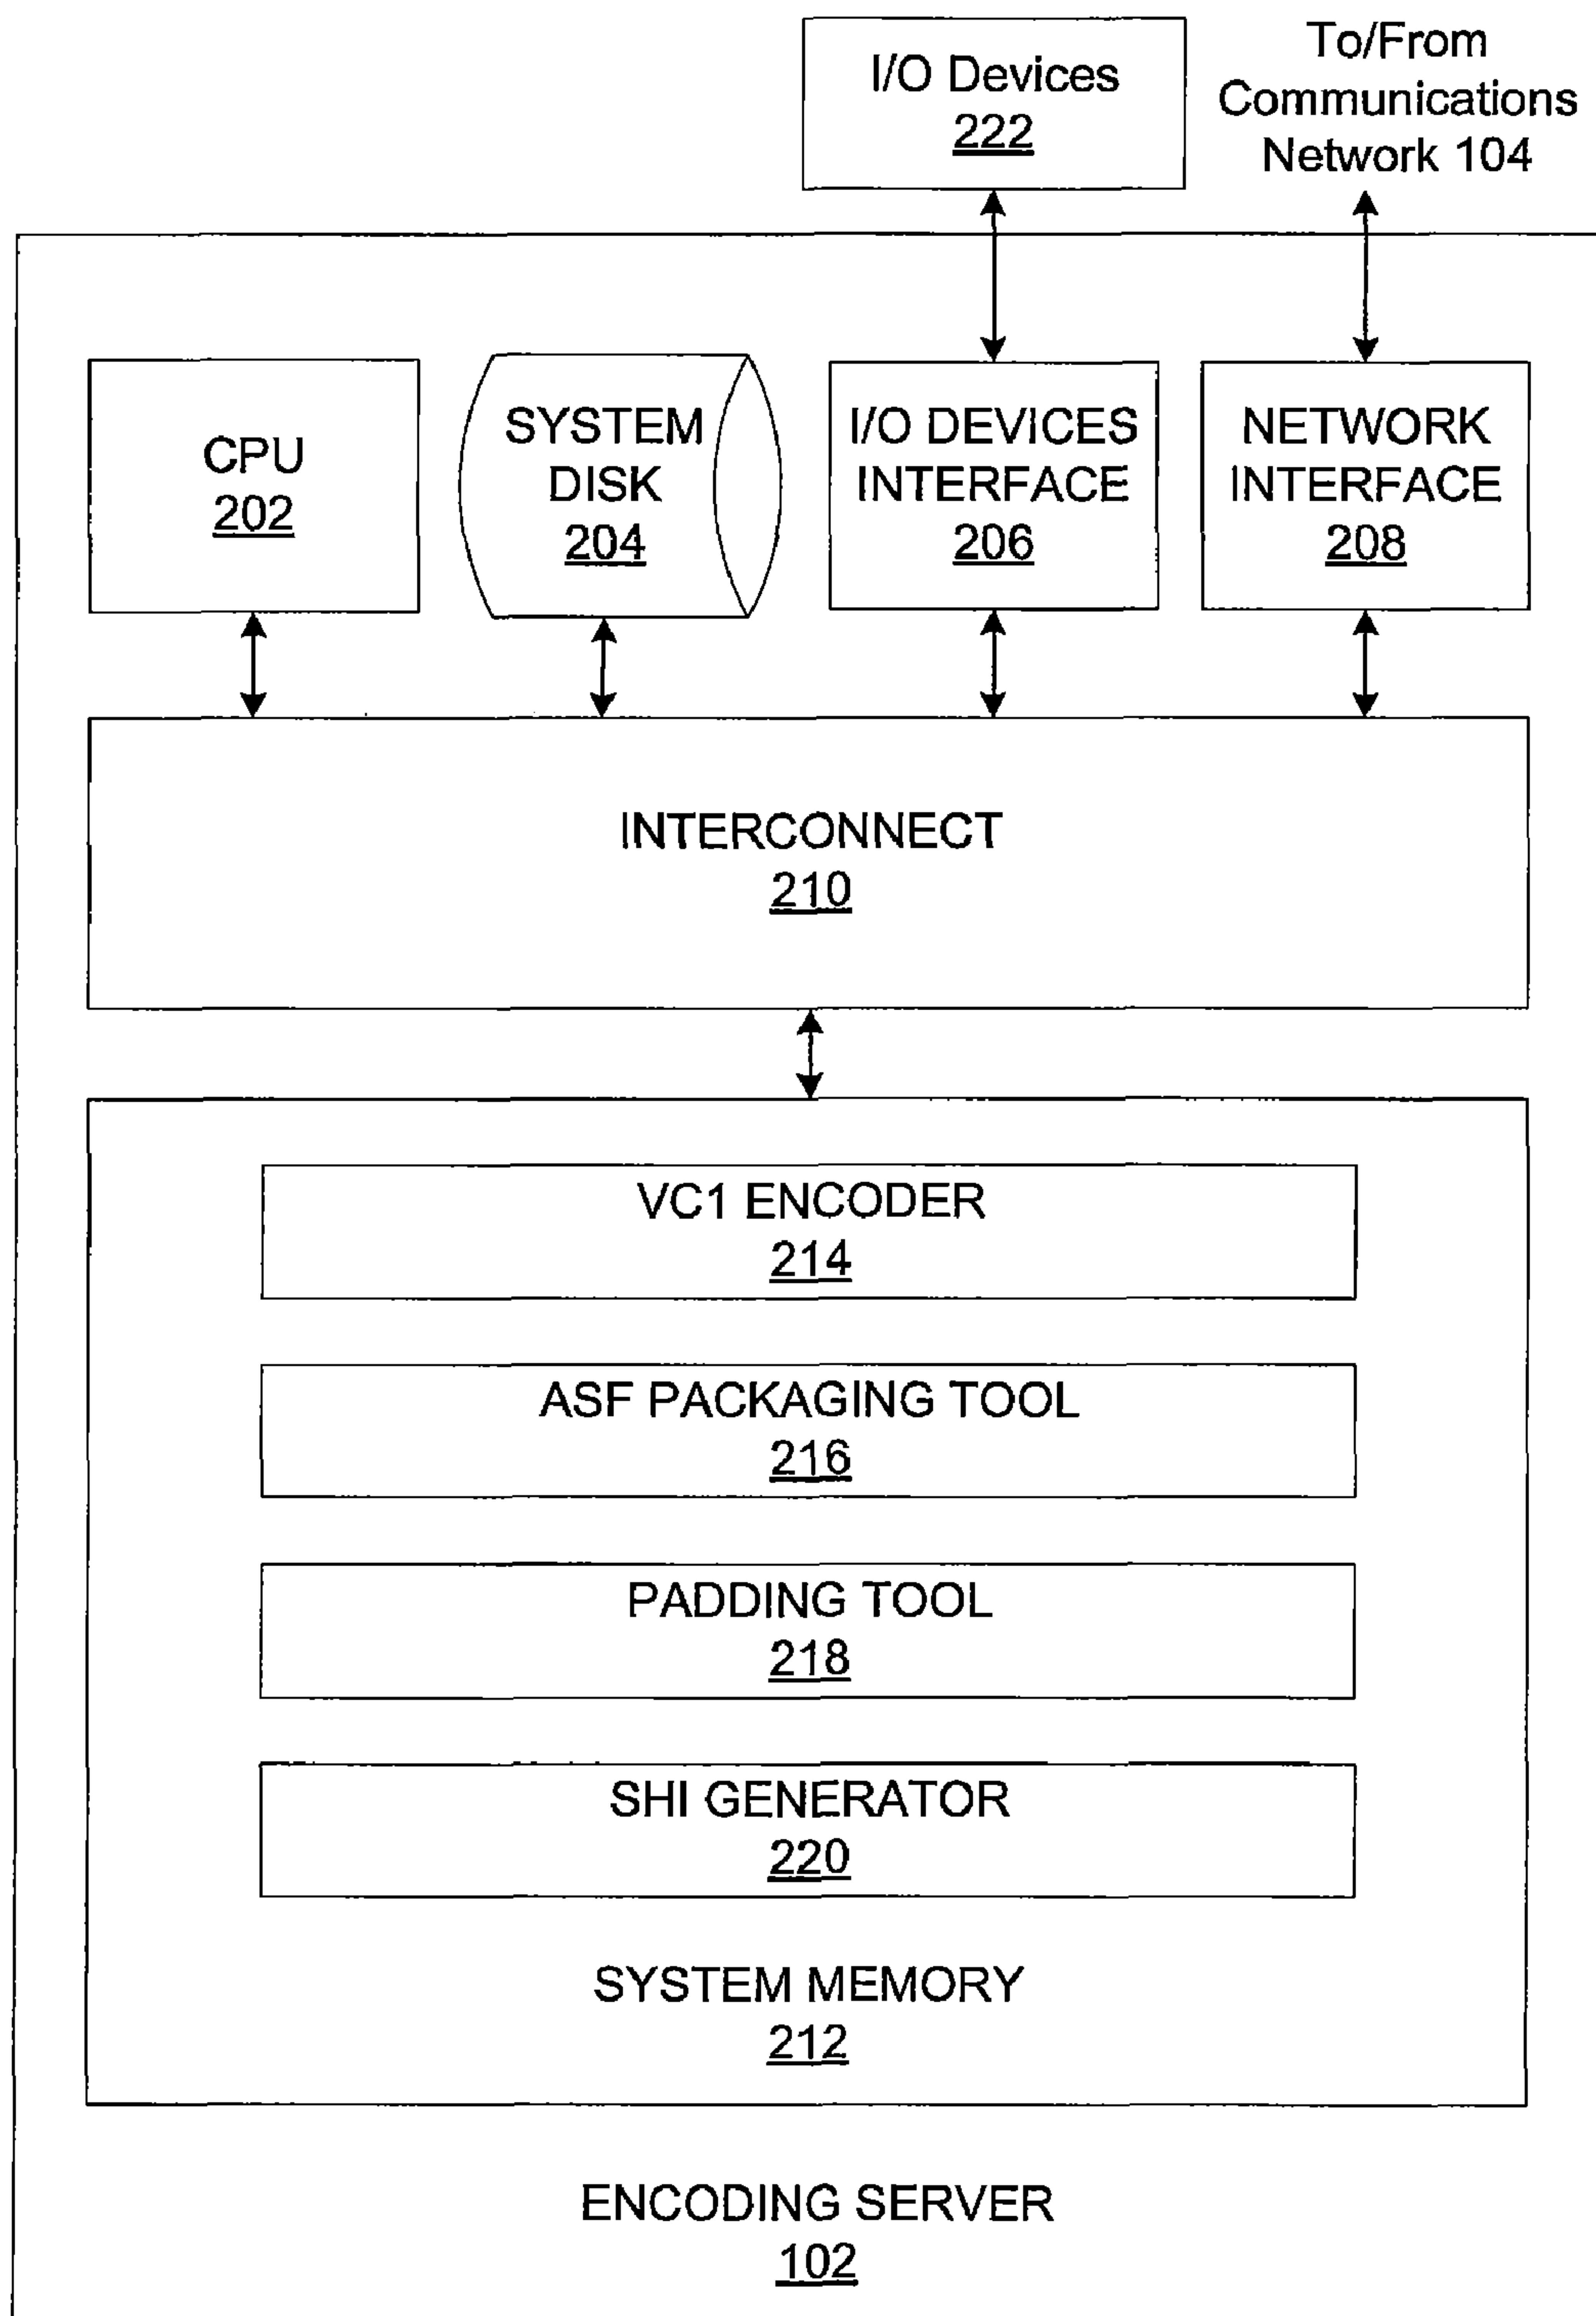 I/O Devices
222
To/From
Communications
Network 104
CPU
202
SYSTEM
DISK
204
I/O DEVICES
INTERFACE
206
NETWORK
INTERFACE
208
INTERCONNECT
210
VC1 ENCODER
214
ASF PACKAGING TOOL
216
PADDING TOOL
218
SHI GENERATOR
220
SYSTEM MEMORY
212
ENCODING SERVER
102